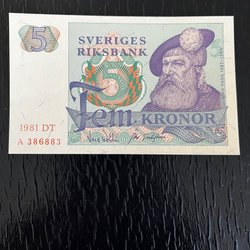 5
SVERIGES
RIKSBANK
5
Fem KRONOR
1981 DT
A 386883